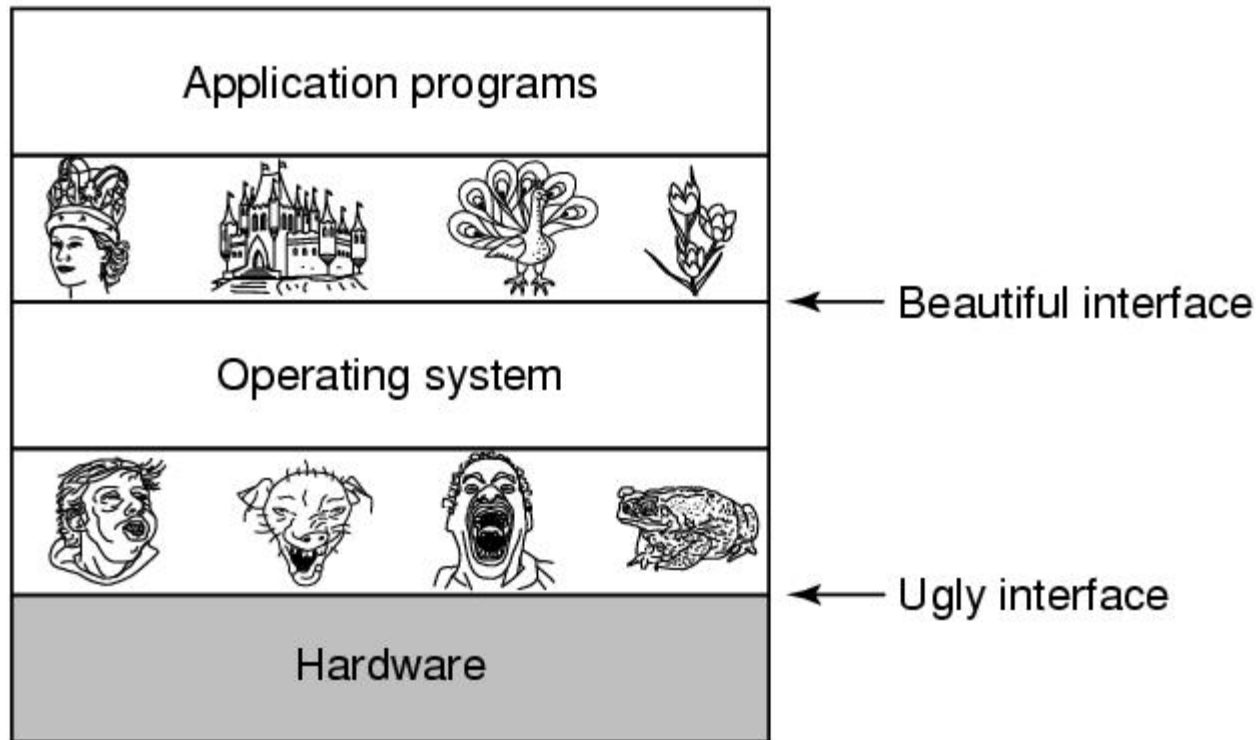 Application programs
Beautiful interface
Operating system
Ugly interface
Hardware